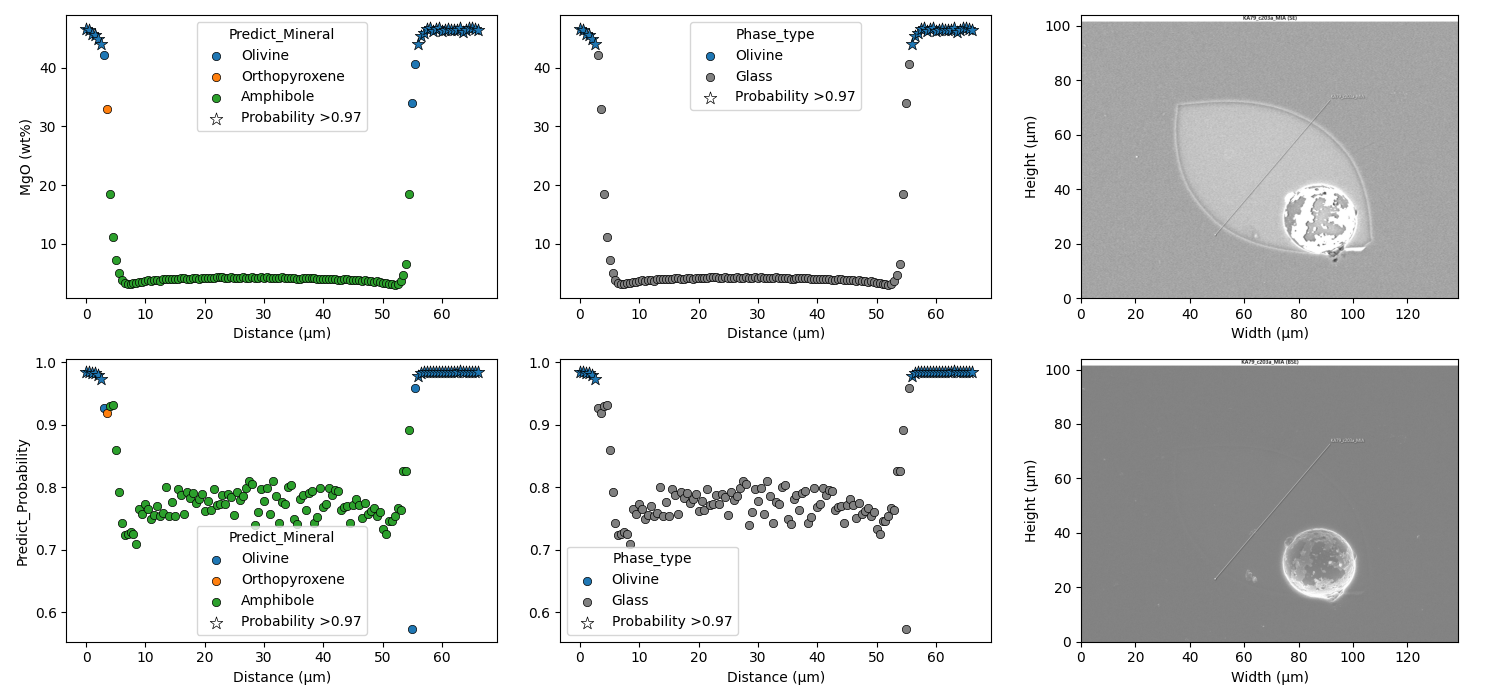 Predict_Mineral
Olivine
Orthopyroxene
Amphibole
Probability >0.97
MgO (wt%)
40
30
20
10
0 10 20 30 40 50 60
Distance (μm)
Phase_type
Olivine
Glass
Probability >0.97
40
30
20
10
0 10 20 30 40 50 60
Distance (μm)
KA79_c203a_MIA (SE)
Height (μm)
100
80
60
40
20
0
0 20 40 60 80 100 120
Width (μm)
Predict_Probability
1.0
0.9
0.8
0.7
0.6
Predict_Mineral
Olivine
Orthopyroxene
Amphibole
Probability >0.97
0 10 20 30 40 50 60
Distance (μm)
1.0
0.9
0.8
0.7
0.6
Phase_type
Olivine
Glass
Probability >0.97
0 10 20 30 40 50 60
Distance (μm)
KA79_c203a_MIA (BSE)
KA79_c203a_MIA
Height (μm)
100
80
60
40
20
0
0 20 40 60 80 100 120
Width (μm)